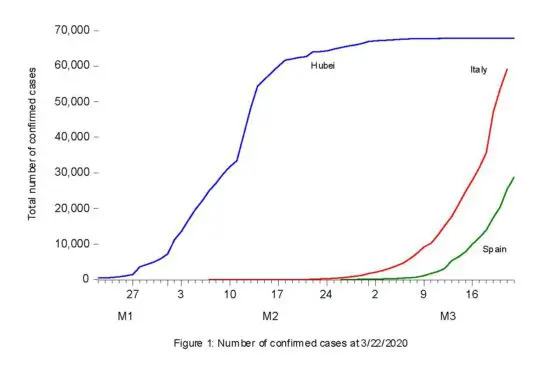 70,000
60,000
50,000
40,000
30,000
20,000
10,000
0
Total number of confirmed cases
Hubei
Italy
Spain
27 3 10 17 24 2 9 16
M1 M2 M3
Figure 1: Number of confirmed cases at 3/22/2020